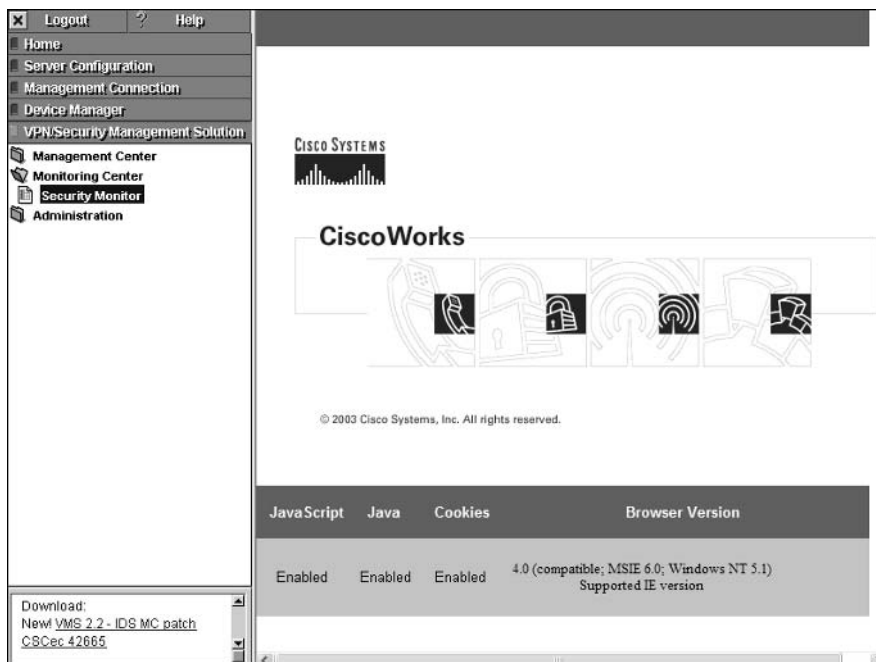 Logout ? Help
Home
Server Configuration
Management Connection
Device Manager
VPN/Security Management Solution
Management Center
Monitoring Center
Security Monitor
Administration
Download:
New! VMS 2.2 - IDS MC patch
CSCec 42665
CISCO SYSTEMS
CiscoWorks
© 2003 Cisco Systems, Inc. All rights reserved.
JavaScript Java Cookies Browser Version
Enabled Enabled Enabled 4.0 (compatible; MSIE 6.0; Windows NT 5.1)
Supported IE version